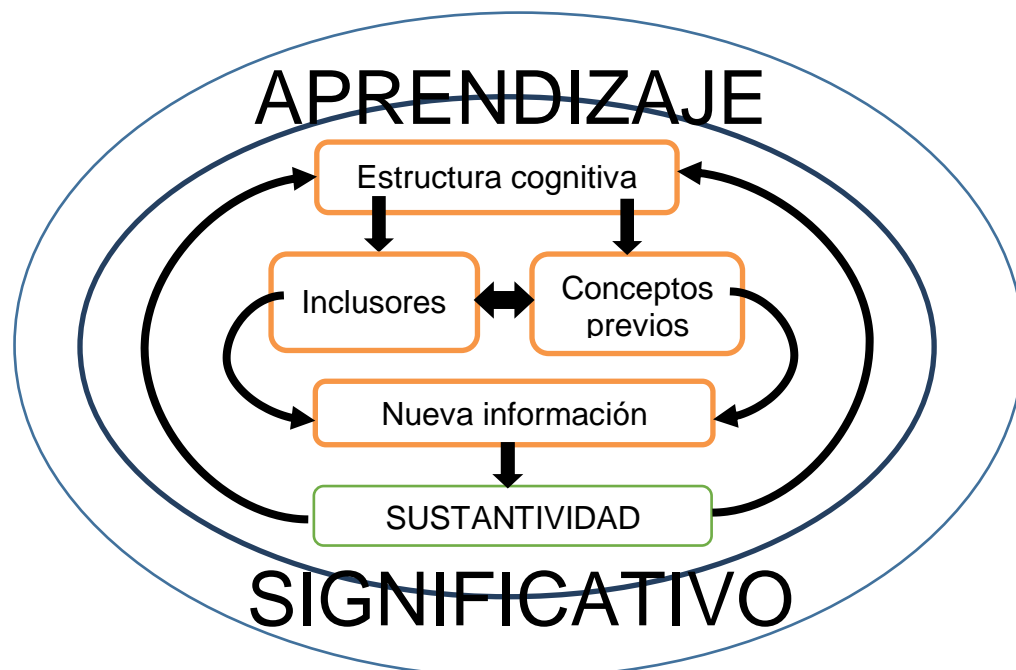 APRENDIZAJE
Estructura cognitiva
Inclusores
Conceptos
previos
Nueva información
SUSTANTIVIDAD
SIGNIFICATIVO